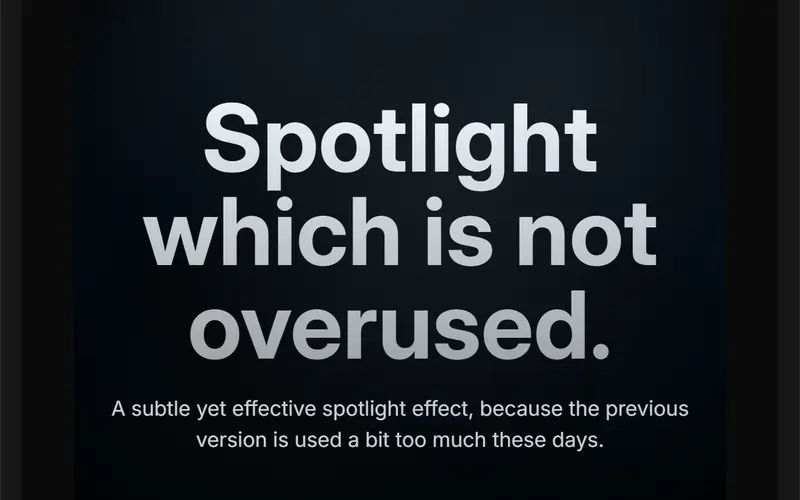 Spotlight
which is not
overused.
A subtle yet effective spotlight effect, because the previous
version is used a bit too much these days.